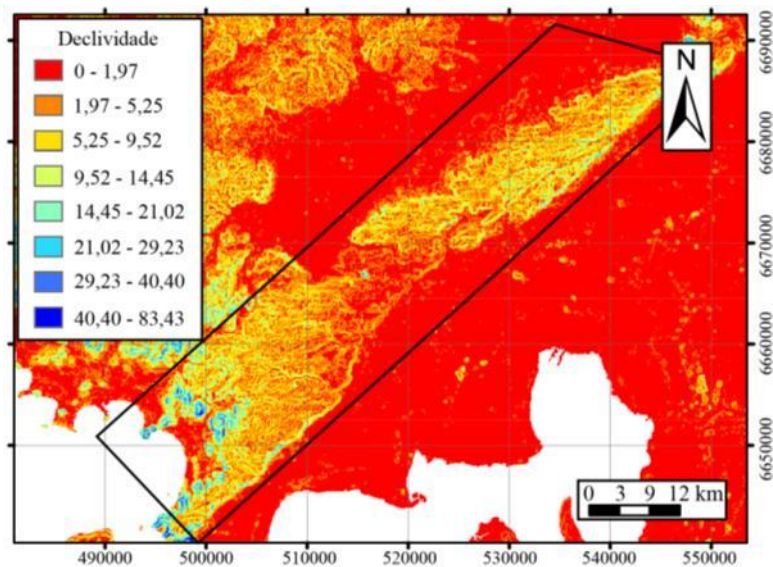 Declividade
0 - 1,97
1,97 - 5,25
5,25 - 9,52
9,52 - 14,45
14,45 - 21,02
21,02 - 29,23
29,23 - 40,40
40,40 - 83,43
N
6690000
6680000
6670000
6660000
6650000
0 3 9 12 km
490000 500000 510000 520000 530000 540000 550000